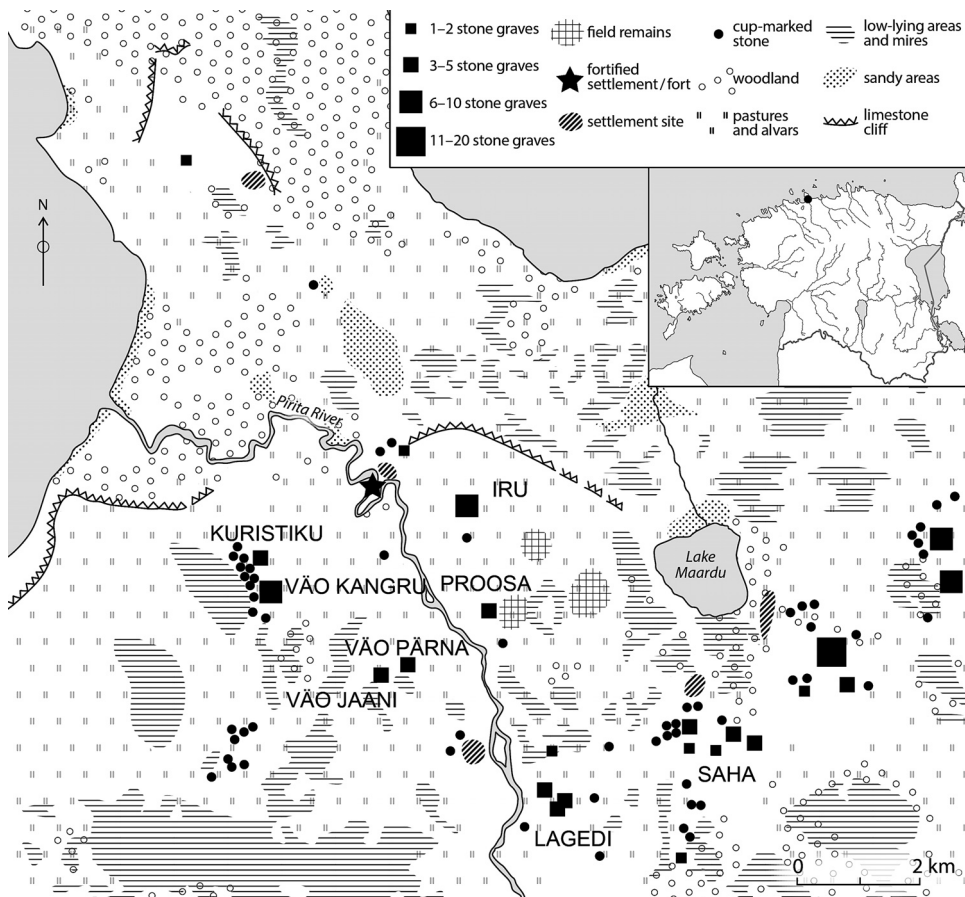 1–2 stone graves
3–5 stone graves
6–10 stone graves
11–20 stone graves
field remains
fortified
settlement/fort
settlement site
cup-marked
stone
woodland
pastures
and alvars
low-lying areas
and mires
sandy areas
limestone
cliff
N
Pirita River
IRU
KURISTIKU
VÄO KANGRU
PROOSA
Lake
Maardu
VÄO PÄRNA
VÄO JAANI
SAHA
LAGEDI
0 2 km